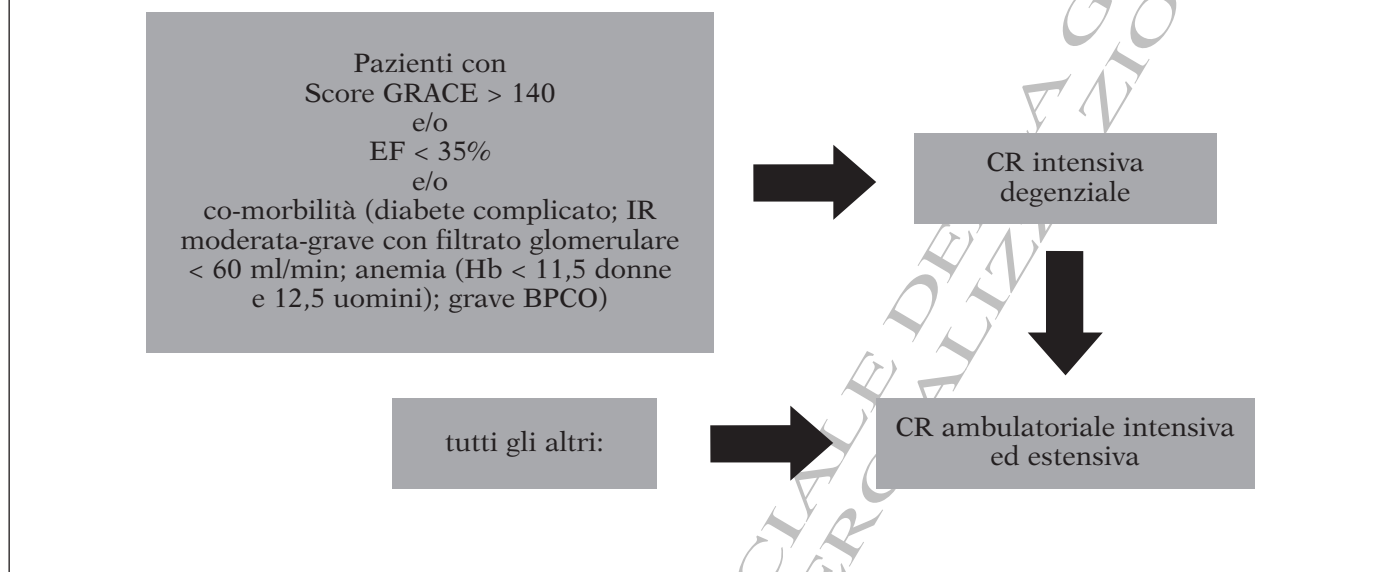 Pazienti con
Score GRACE > 140
e/o
EF < 35%
e/o
co-morbilità (diabete complicato; IR
moderata-grave con filtrato glomerulare
< 60 ml/min; anemia (Hb < 11,5 donne
e 12,5 uomini); grave BPCO)
CR intensiva
degenziale
tutti gli altri:
CR ambulatoriale intensiva
ed estensiva